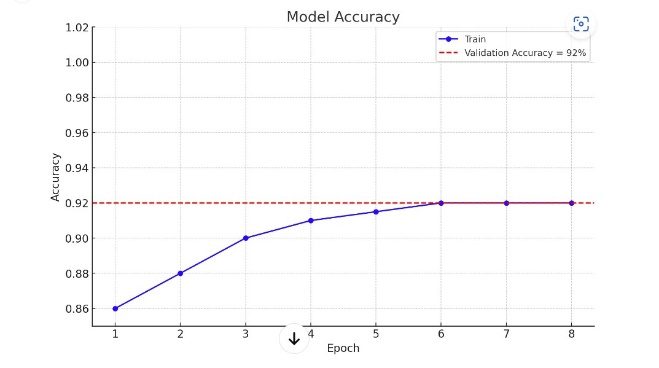 Model Accuracy
1.02
1.00
0.98
0.96
0.94
0.92
0.90
0.88
0.86
Accuracy
Train
Validation Accuracy = 92%
1 2 3 4 5 6 7 8
Epoch